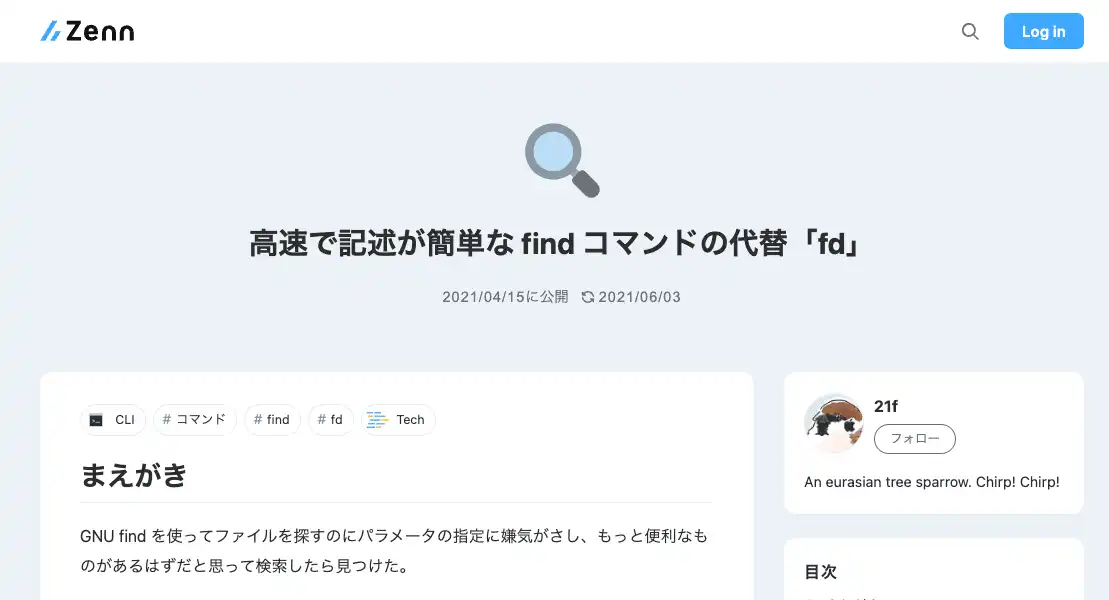 Zenn
Log in
高速で記述が簡単な find コマンドの代替「fd」
2021/04/15に公開 2021/06/03
CLI # コマンド # find # fd Tech
まえがき
GNU find を使ってファイルを探すのにパラメータの指定に嫌気がさし、もっと便利なも
のがあるはずだと思って検索したら見つけた。
21f
フォロー
An eurasian tree sparrow. Chirp! Chirp!
目次